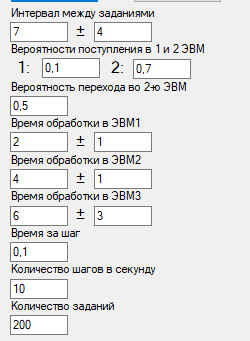 Интервал между заданиями
7 ± 4
Вероятности поступления в 1 и 2 ЭВМ
1: 0,1 2: 0,7
Вероятность перехода во 2-ю ЭВМ
0,5
Время обработки в ЭВМ1
2 ± 1
Время обработки в ЭВМ2
4 ± 1
Время обработки в ЭВМ3
6 ± 3
Время за шаг
0,1
Количество шагов в секунду
10
Количество заданий
200